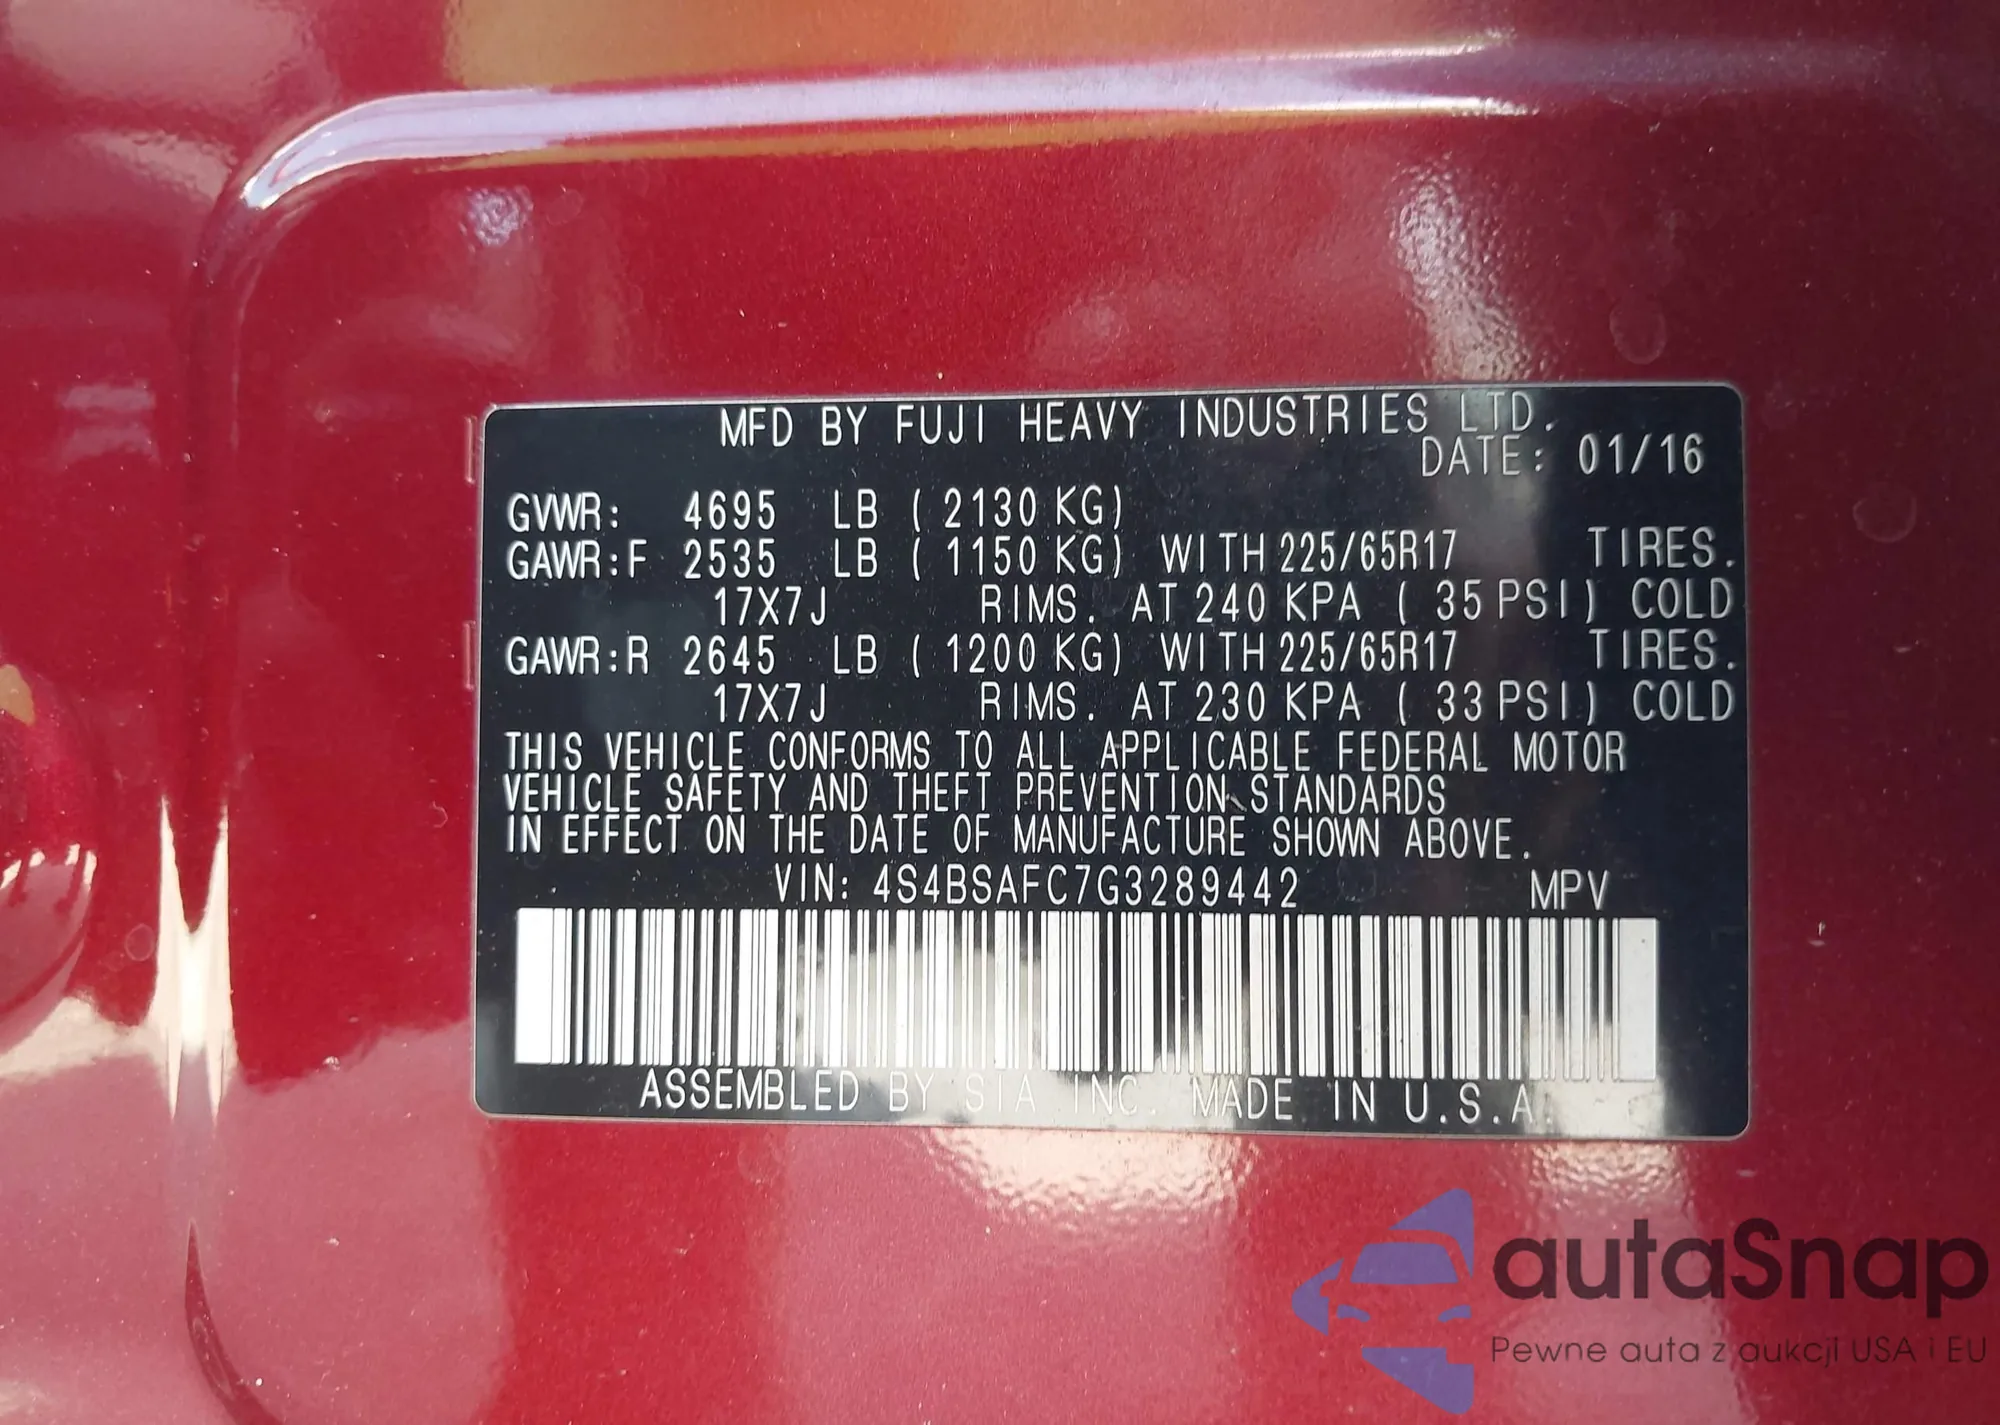 MFD BY FUJI HEAVY INDUSTRIES LTD.
DATE: 01/16
GVWR: 4695 LB ( 2130 KG)
GAWR:F 2535 LB ( 1150 KG) WITH 225/65R17 TIRES.
17X7J RIMS. AT 240 KPA ( 35 PSI) COLD
GAWR:R 2645 LB ( 1200 KG) WITH 225/65R17 TIRES.
17X7J RIMS. AT 230 KPA ( 33 PSI) COLD
THIS VEHICLE CONFORMS TO ALL APPLICABLE FEDERAL MOTOR
VEHICLE SAFETY AND THEFT PREVENTION STANDARDS
IN EFFECT ON THE DATE OF MANUFACTURE SHOWN ABOVE.
VIN: 4S4BSAFC7G3289442 MPV
ASSEMBLED BY SIA INC. MADE IN U.S.A.
autaSnap
Pewne auta z aukcji USA i EU